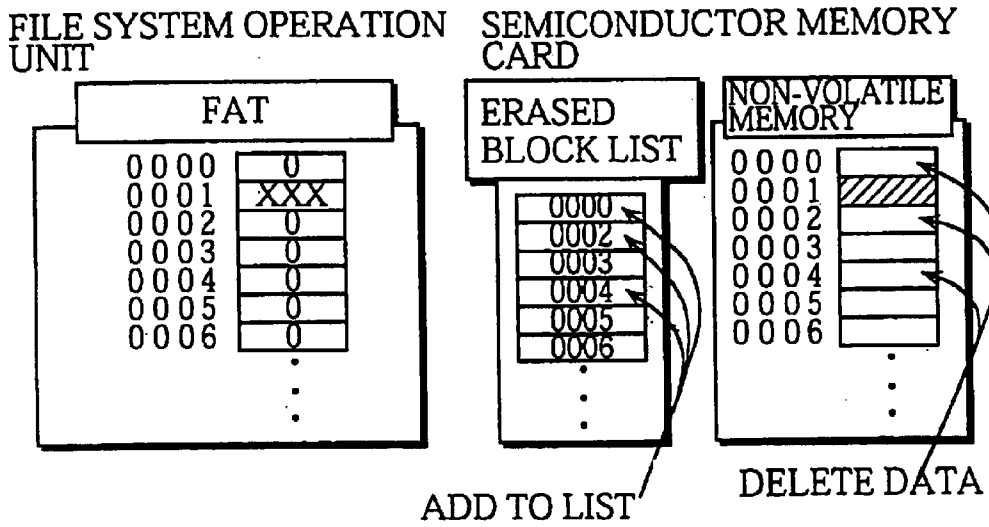 FILE SYSTEM OPERATION
UNIT
FAT
0000 0
0001 XXX
0002 0
0003 0
0004 0
0005 0
0006 0
SEMICONDUCTOR MEMORY
CARD
ERASED
BLOCK LIST
0000
0002
0003
0004
0005
0006
NON-VOLATILE
MEMORY
0000
0001
0002
0003
0004
0005
0006
ADD TO LIST
DELETE DATA